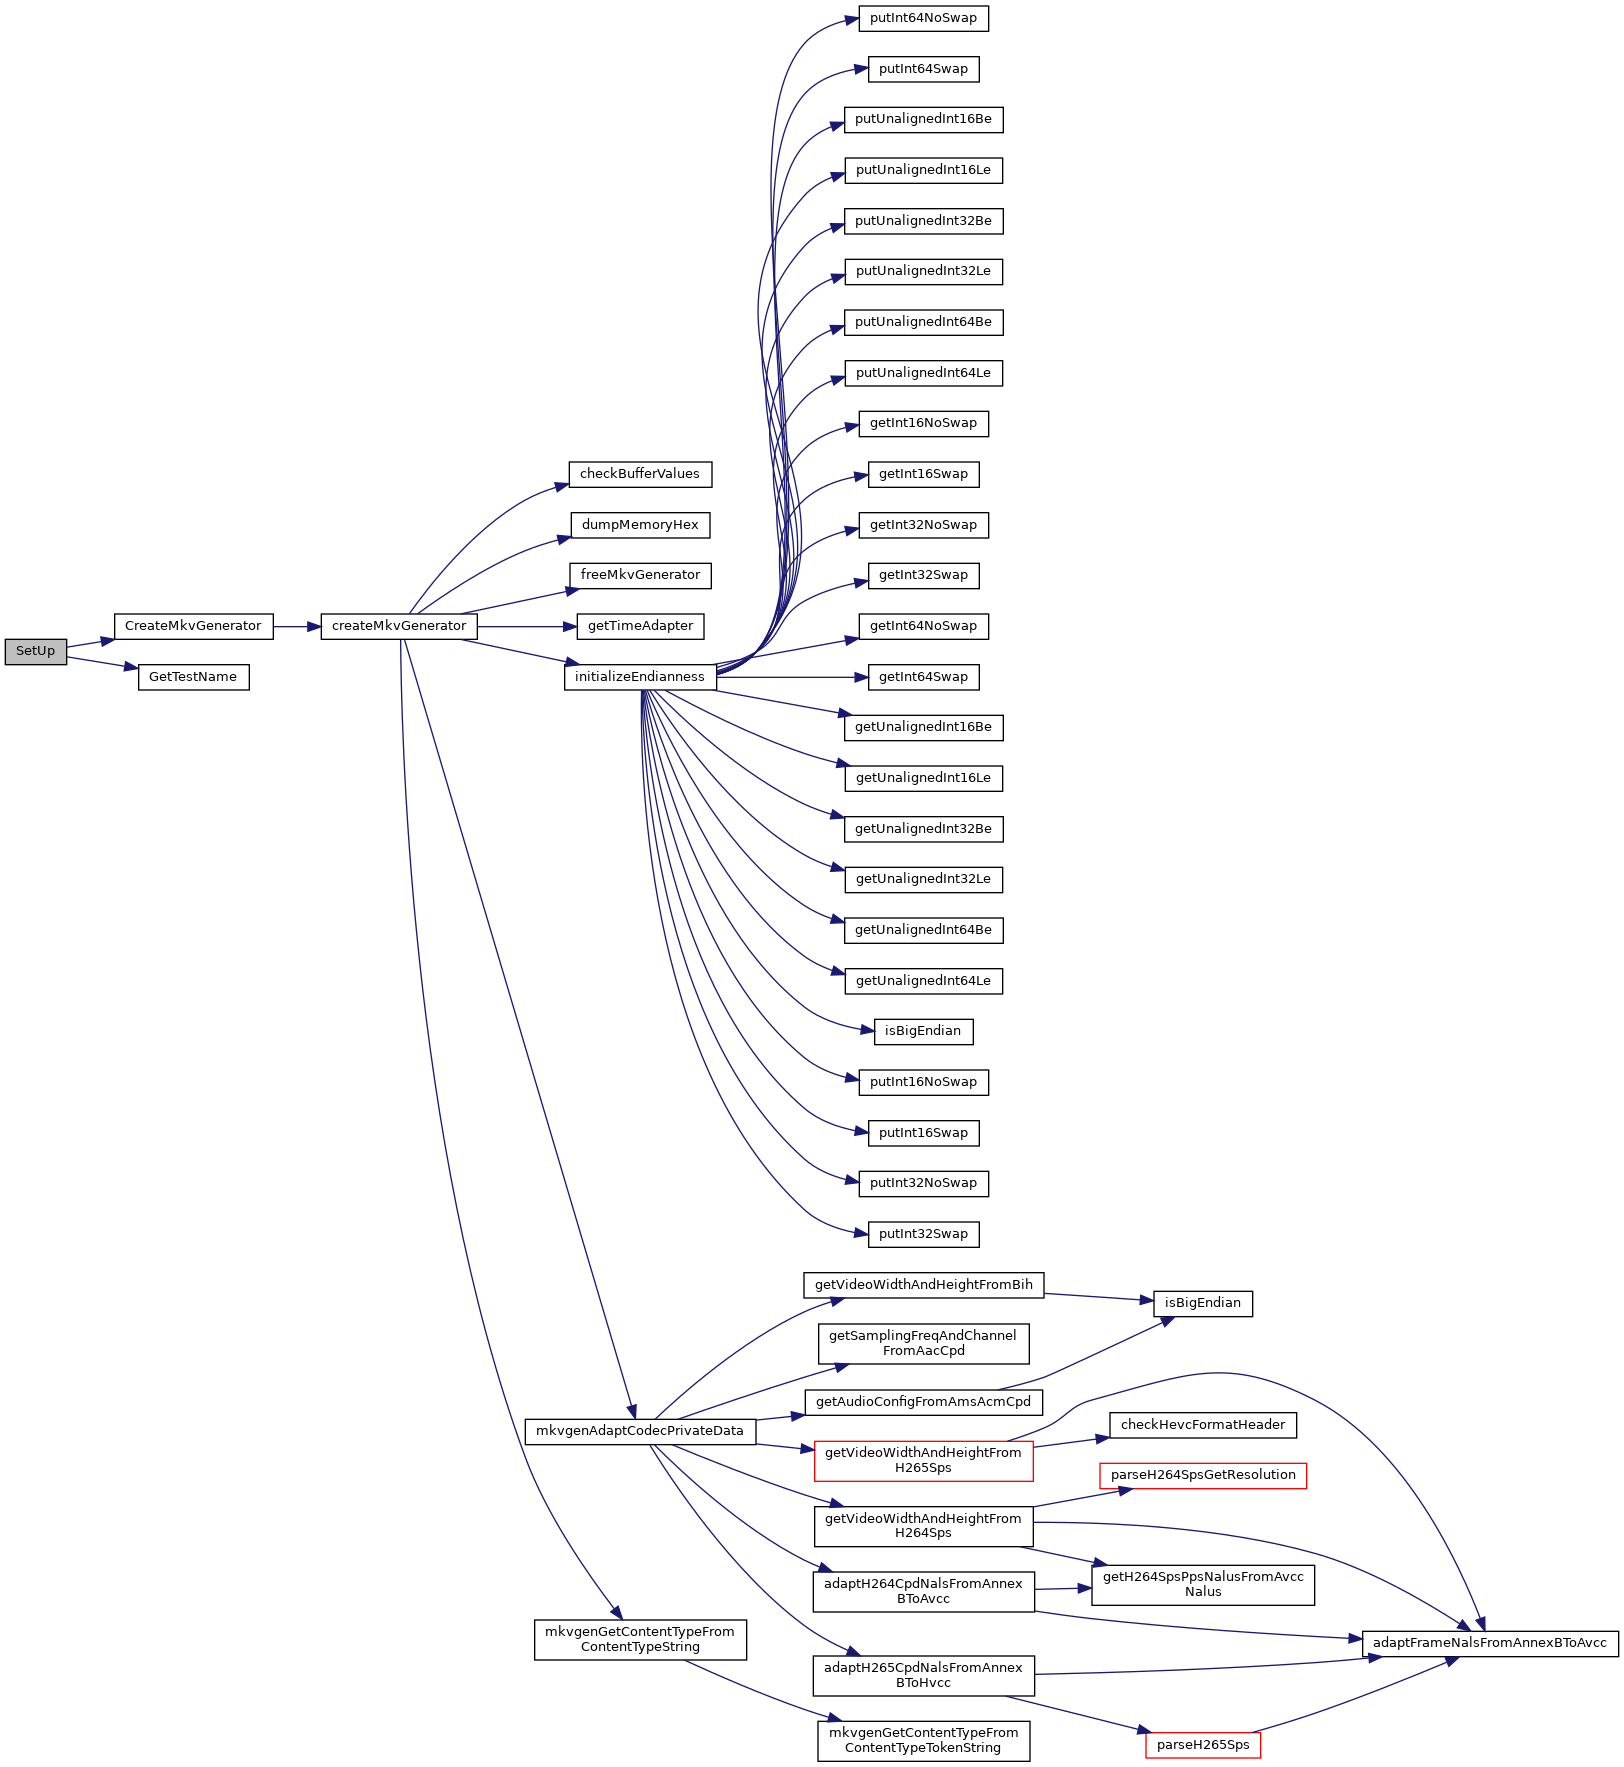 SetUp
CreateMkvGenerator
GetTestName
createMkvGenerator
checkBufferValues
dumpMemoryHex
freeMkvGenerator
getTimeAdapter
initializeEndianness
putInt64NoSwap
putInt64Swap
putUnalignedInt16Be
putUnalignedInt16Le
putUnalignedInt32Be
putUnalignedInt32Le
putUnalignedInt64Be
putUnalignedInt64Le
getInt16NoSwap
getInt16Swap
getInt32NoSwap
getInt32Swap
getInt64NoSwap
getInt64Swap
getUnalignedInt16Be
getUnalignedInt16Le
getUnalignedInt32Be
getUnalignedInt32Le
getUnalignedInt64Be
getUnalignedInt64Le
isBigEndian
putInt16NoSwap
putInt16Swap
putInt32NoSwap
putInt32Swap
mkvgenAdaptCodecPrivateData
mkvgenGetContentTypeFrom
ContentTypeString
getVideoWidthAndHeightFromBih
getSamplingFreqAndChannel
FromAacCpd
getAudioConfigFromAmsAcmCpd
getVideoWidthAndHeightFrom
H265Sps
getVideoWidthAndHeightFrom
H264Sps
adaptH264CpdNalsFromAnnex
BToAvcc
adaptH265CpdNalsFromAnnex
BToHvcc
mkvgenGetContentTypeFrom
ContentTypeTokenString
isBigEndian
checkHevcFormatHeader
parseH264SpsGetResolution
getH264SpsPpsNalusFromAvcc
Nalus
parseH265Sps
adaptFrameNalsFromAnnexBToAvcc